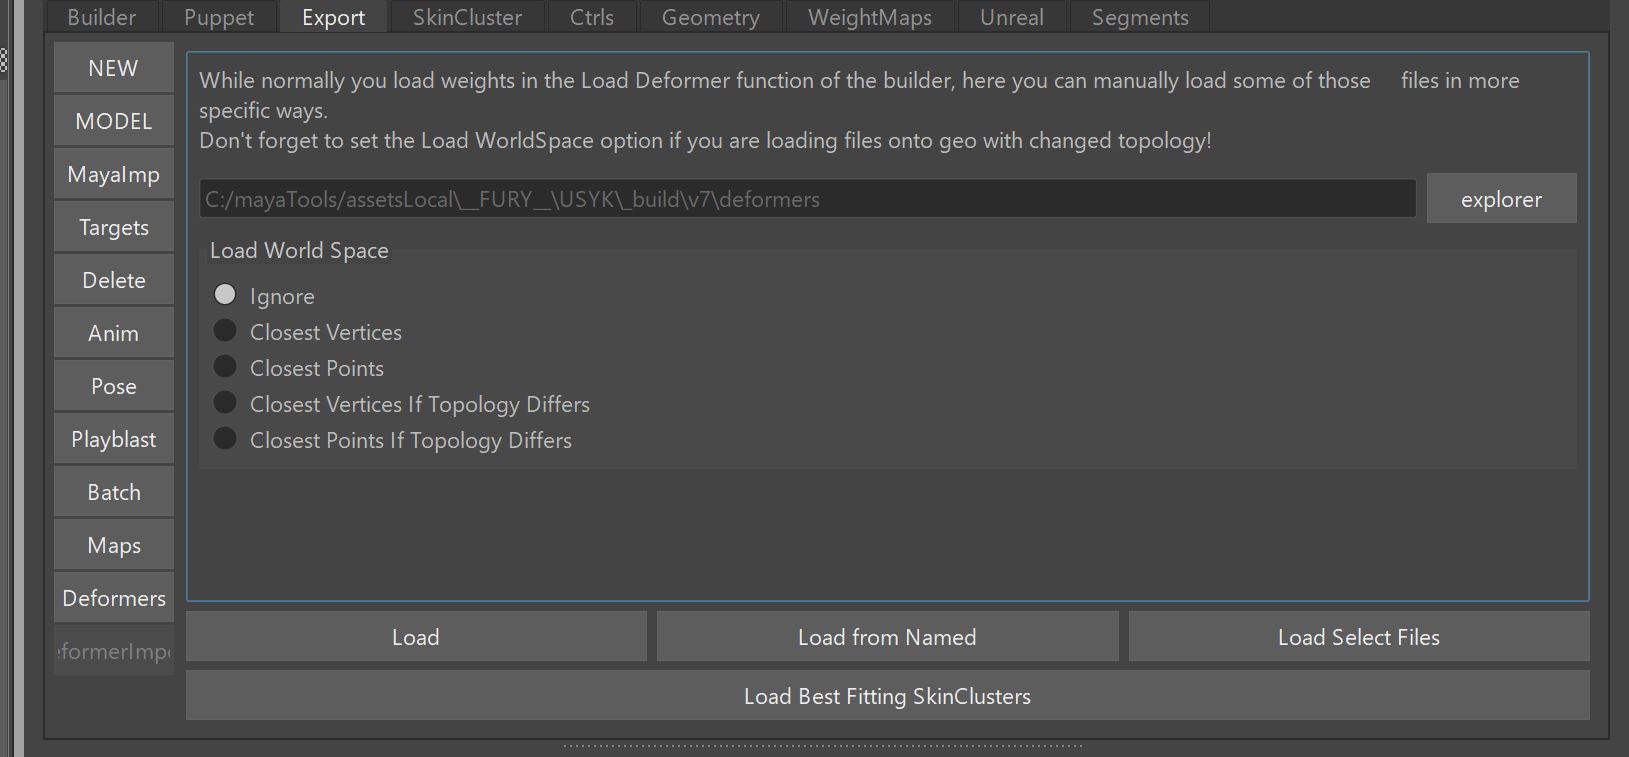 Builder Puppet Export SkinCluster Ctrls Geometry WeightMaps Unreal Segments
NEW
MODEL
MayaImp
Targets
Delete
Anim
Pose
Playblast
Batch
Maps
Deformers
eformerImpo
While normally you load weights in the Load Deformer function of the builder, here you can manually load some of those files in more
specific ways.
Don't forget to set the Load WorldSpace option if you are loading files onto geo with changed topology!
C:/mayaTools/assetsLocal\__FURY__\USYK\_build\v7\deformers explorer
Load World Space
Ignore
Closest Vertices
Closest Points
Closest Vertices If Topology Differs
Closest Points If Topology Differs
Load Load from Named Load Select Files
Load Best Fitting SkinClusters